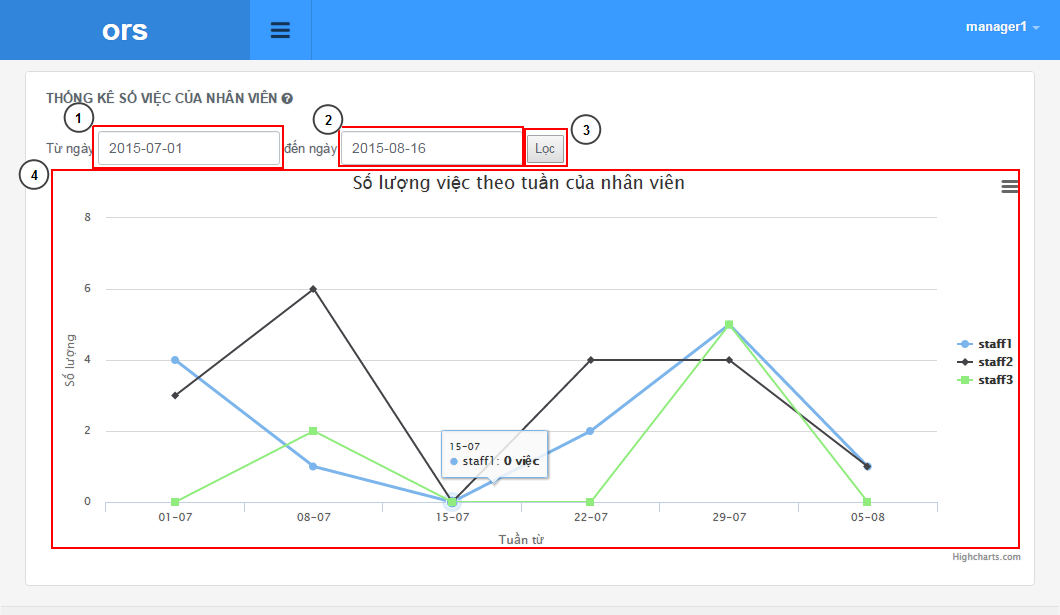 ors
manager1
THỐNG KÊ SỐ VIỆC CỦA NHÂN VIÊN
1
2
3
Từ ngày 2015-07-01 đến ngày 2015-08-16 Lọc
4
Số lượng việc theo tuần của nhân viên
8
6
4
2
0
Số lượng
staff1
staff2
staff3
15-07
staff1: 0 việc
01-07 08-07 15-07 22-07 29-07 05-08
Tuần từ
Highcharts.com